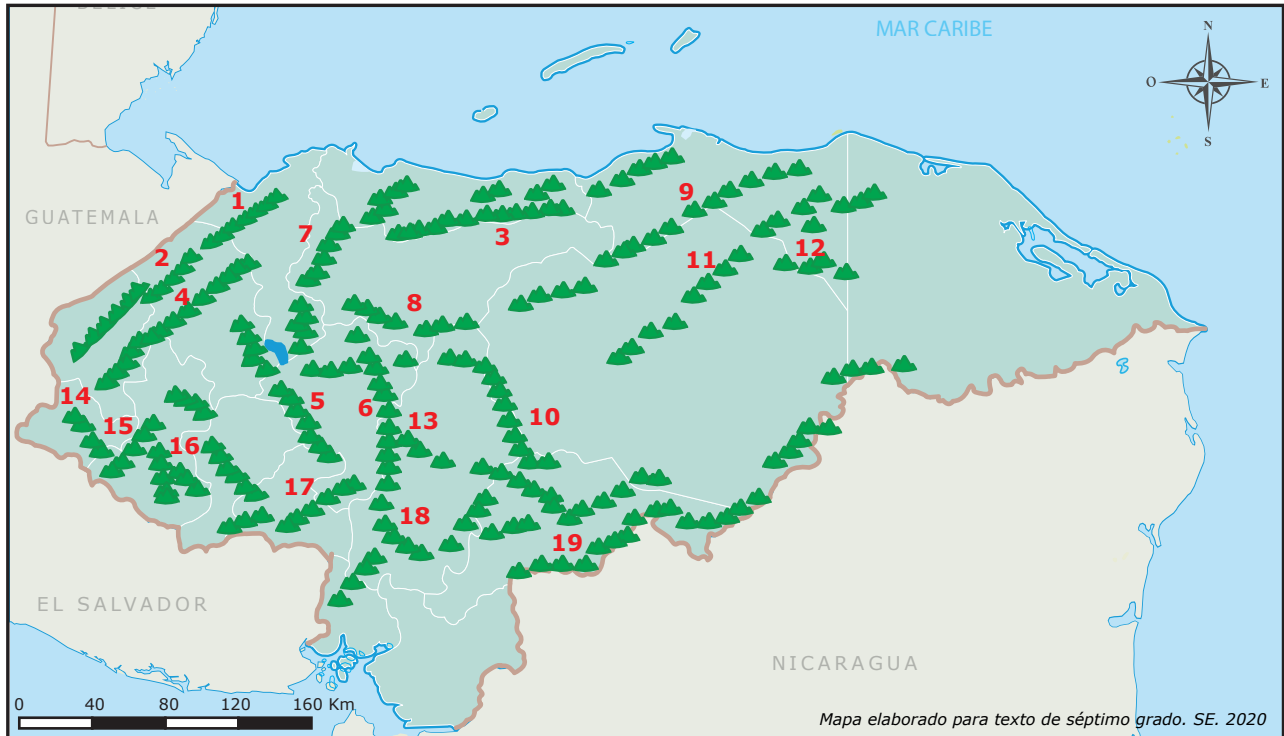 BELICE
MAR CARIBE
N
O
E
S
GUATEMALA
1
9
7
3
2
12
11
4
8
14
5
6
13
10
15
16
17
18
19
EL SALVADOR
NICARAGUA
0
40
80
120
160 Km
Mapa elaborado para texto de séptimo grado. SE. 2020